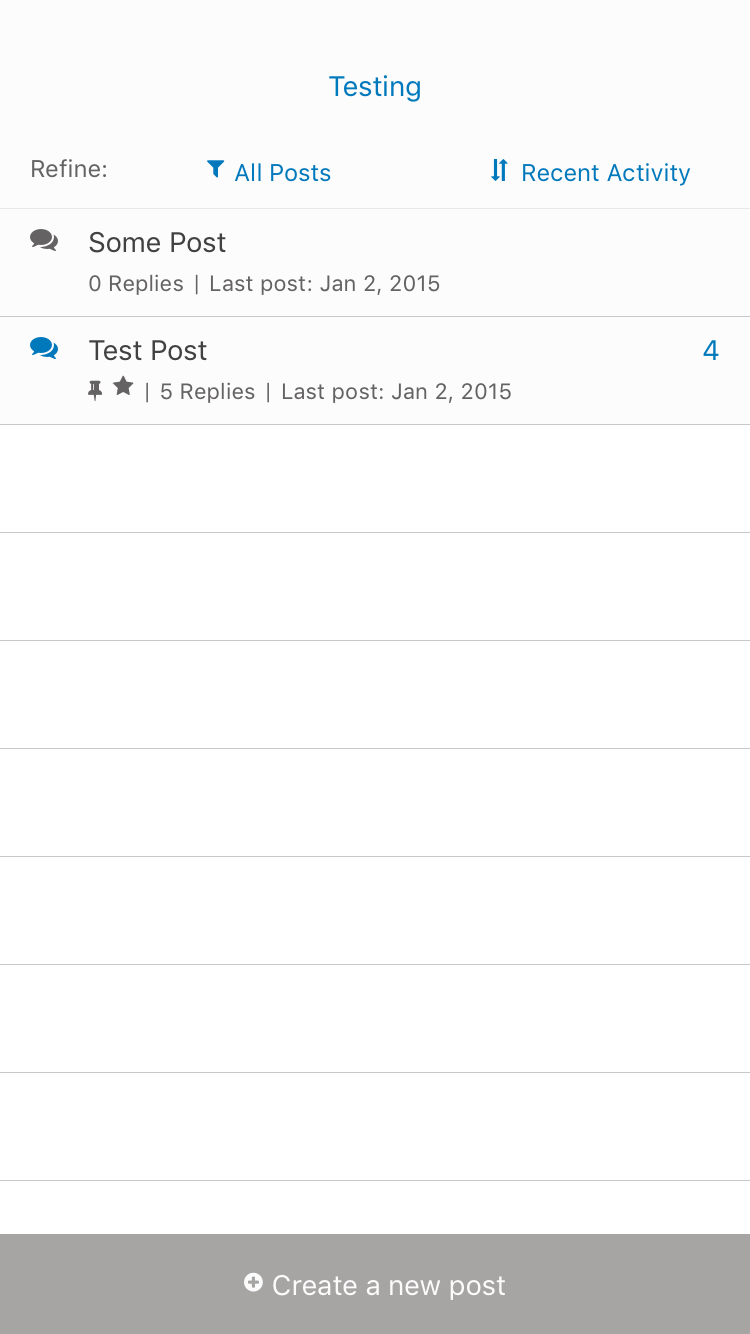 Testing
Refine: All Posts Recent Activity
Some Post
0 Replies | Last post: Jan 2, 2015
Test Post 4
| 5 Replies | Last post: Jan 2, 2015
Create a new post